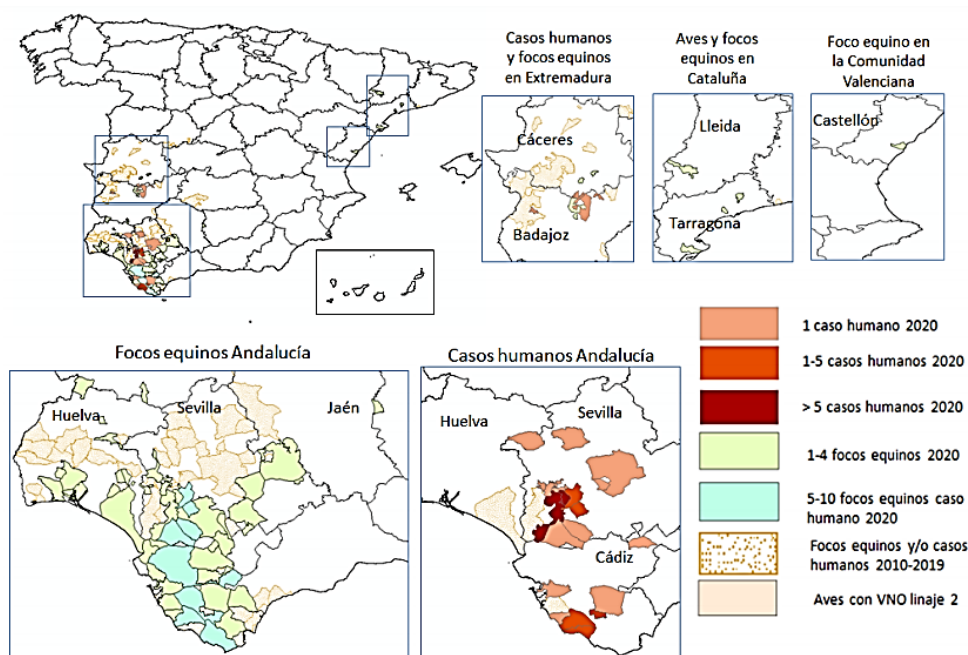 Casos humanos
y focos equinos
en Extremadura
Aves y focos
equinos en
Cataluña
Foco equino en
la Comunidad
Valenciana
Cáceres
Badajoz
Lleida
Tarragona
Castellón
Focos equinos Andalucía
Huelva
Sevilla
Jaén
Casos humanos Andalucía
Huelva
Sevilla
Cádiz
1 caso humano 2020
1-5 casos humanos 2020
> 5 casos humanos 2020
1-4 focos equinos 2020
5-10 focos equinos caso
humano 2020
Focos equinos y/o casos
humanos 2010-2019
Aves con VNO linaje 2